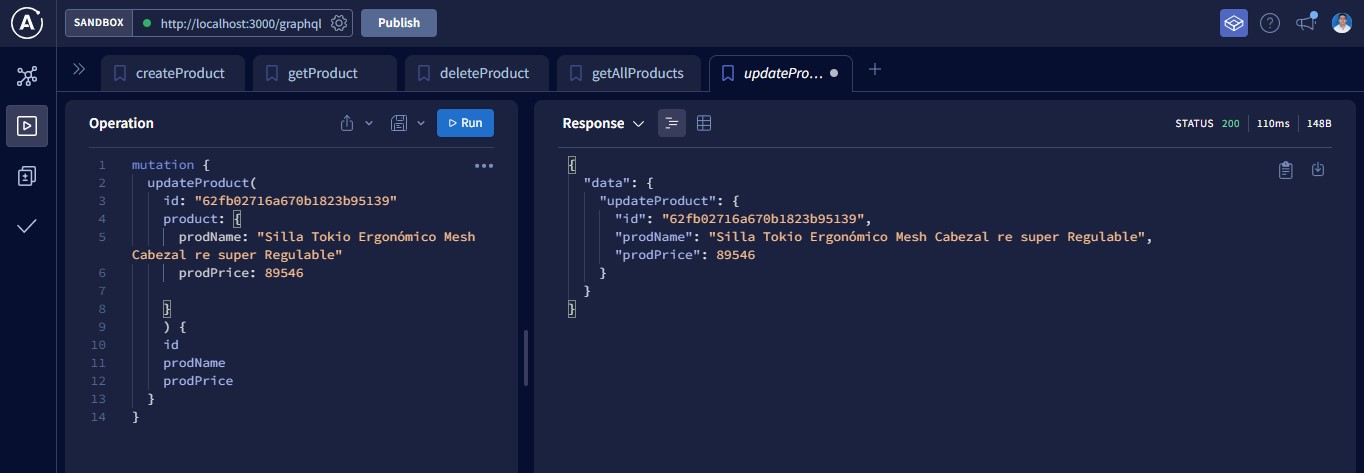 A
SANDBOX
http://localhost:3000/graphql
Publish
?
createProduct
getProduct
deleteProduct
getAllProducts
updatePro...
Operation
Run
1 mutation {
2 updateProduct(
3 id: "62fb02716a670b1823b95139"
4 product: {
5 prodName: "Silla Tokio Ergonómico Mesh
Cabezal re super Regulable"
6 prodPrice: 89546
7
8 }
9 ) {
10 id
11 prodName
12 prodPrice
13 }
14 }
Response
STATUS 200
110ms
148B
{
"data": {
"updateProduct": {
"id": "62fb02716a670b1823b95139",
"prodName": "Silla Tokio Ergonómico Mesh Cabezal re super Regulable",
"prodPrice": 89546
}
}
}